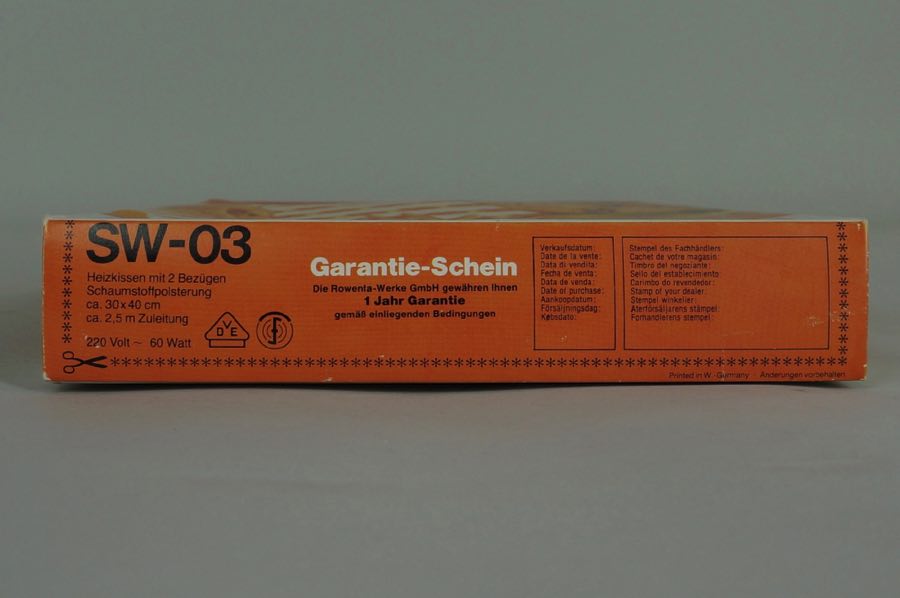 SW-03
Heizkissen mit 2 Bezügen
Schaumstoffpolsterung
ca. 30x40 cm
ca. 2,5 m Zuleitung
220 Volt ~ 60 Watt
VDE
Garantie-Schein
Die Rowenta-Werke GmbH gewähren Ihnen
1 Jahr Garantie
gemäß einliegenden Bedingungen
Verkaufsdatum:
Date de la vente:
Data di vendita:
Fecha de venta:
Data de venda:
Date of purchase:
Aankoopdatum:
Försäljningsdag:
Købsdato:
Stempel des Fachhändlers:
Cachet de votre magasin:
Timbro del negoziante:
Sello del establecimiento:
Carimbo do revendedor:
Stamp of your dealer:
Stempel winkelier:
Återförsäljarens stämpel:
Forhandlerens stempel:
Printed in W.-Germany - Änderungen vorbehalten